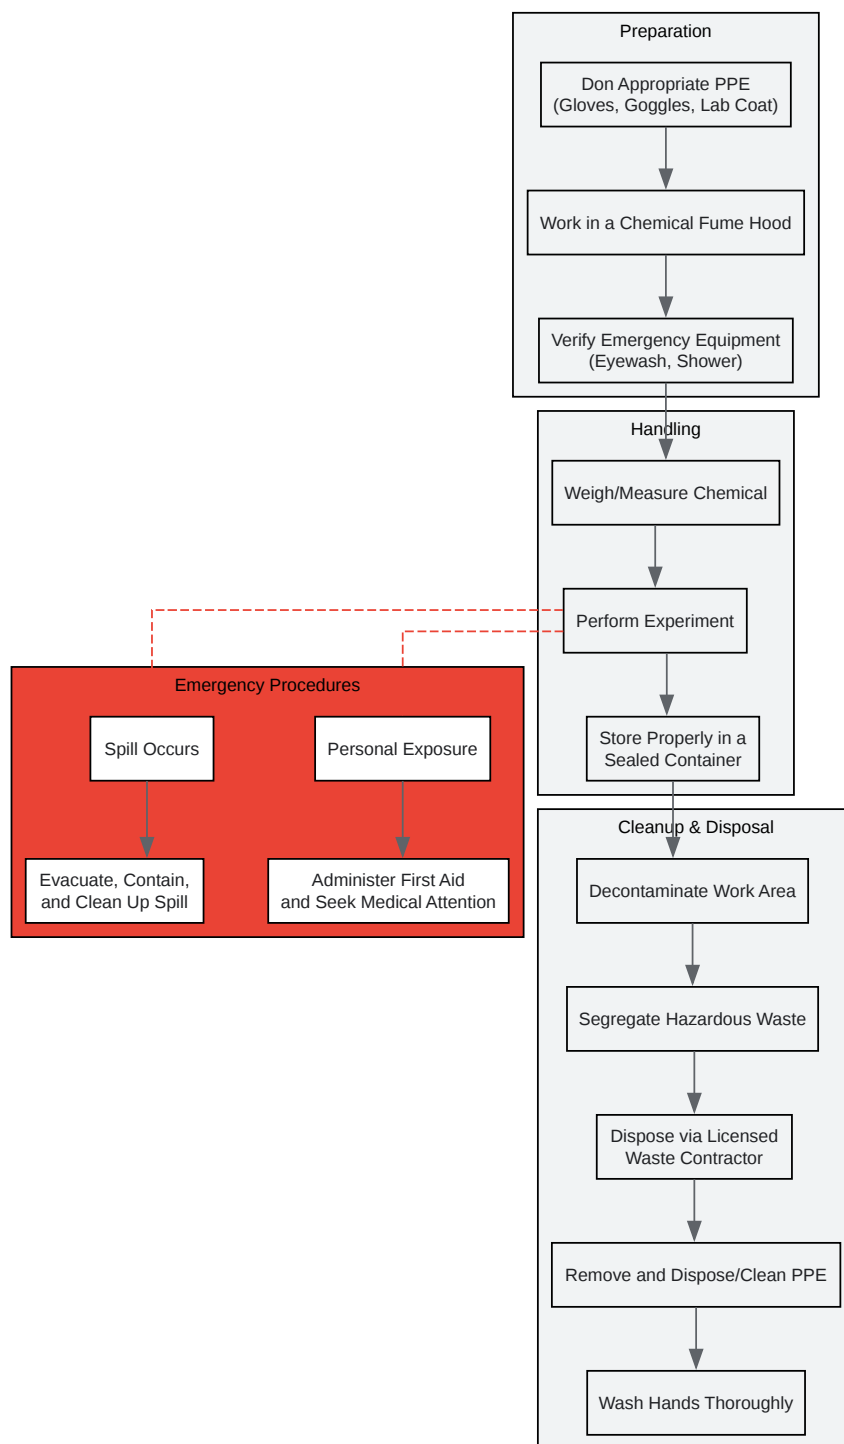 Preparation
Don Appropriate PPE
(Gloves, Goggles, Lab Coat)
Work in a Chemical Fume Hood
Verify Emergency Equipment
(Eyewash, Shower)
Handling
Weigh/Measure Chemical
Perform Experiment
Store Properly in a
Sealed Container
Emergency Procedures
Spill Occurs
Personal Exposure
Evacuate, Contain,
and Clean Up Spill
Administer First Aid
and Seek Medical Attention
Cleanup & Disposal
Decontaminate Work Area
Segregate Hazardous Waste
Dispose via Licensed
Waste Contractor
Remove and Dispose/Clean PPE
Wash Hands Thoroughly